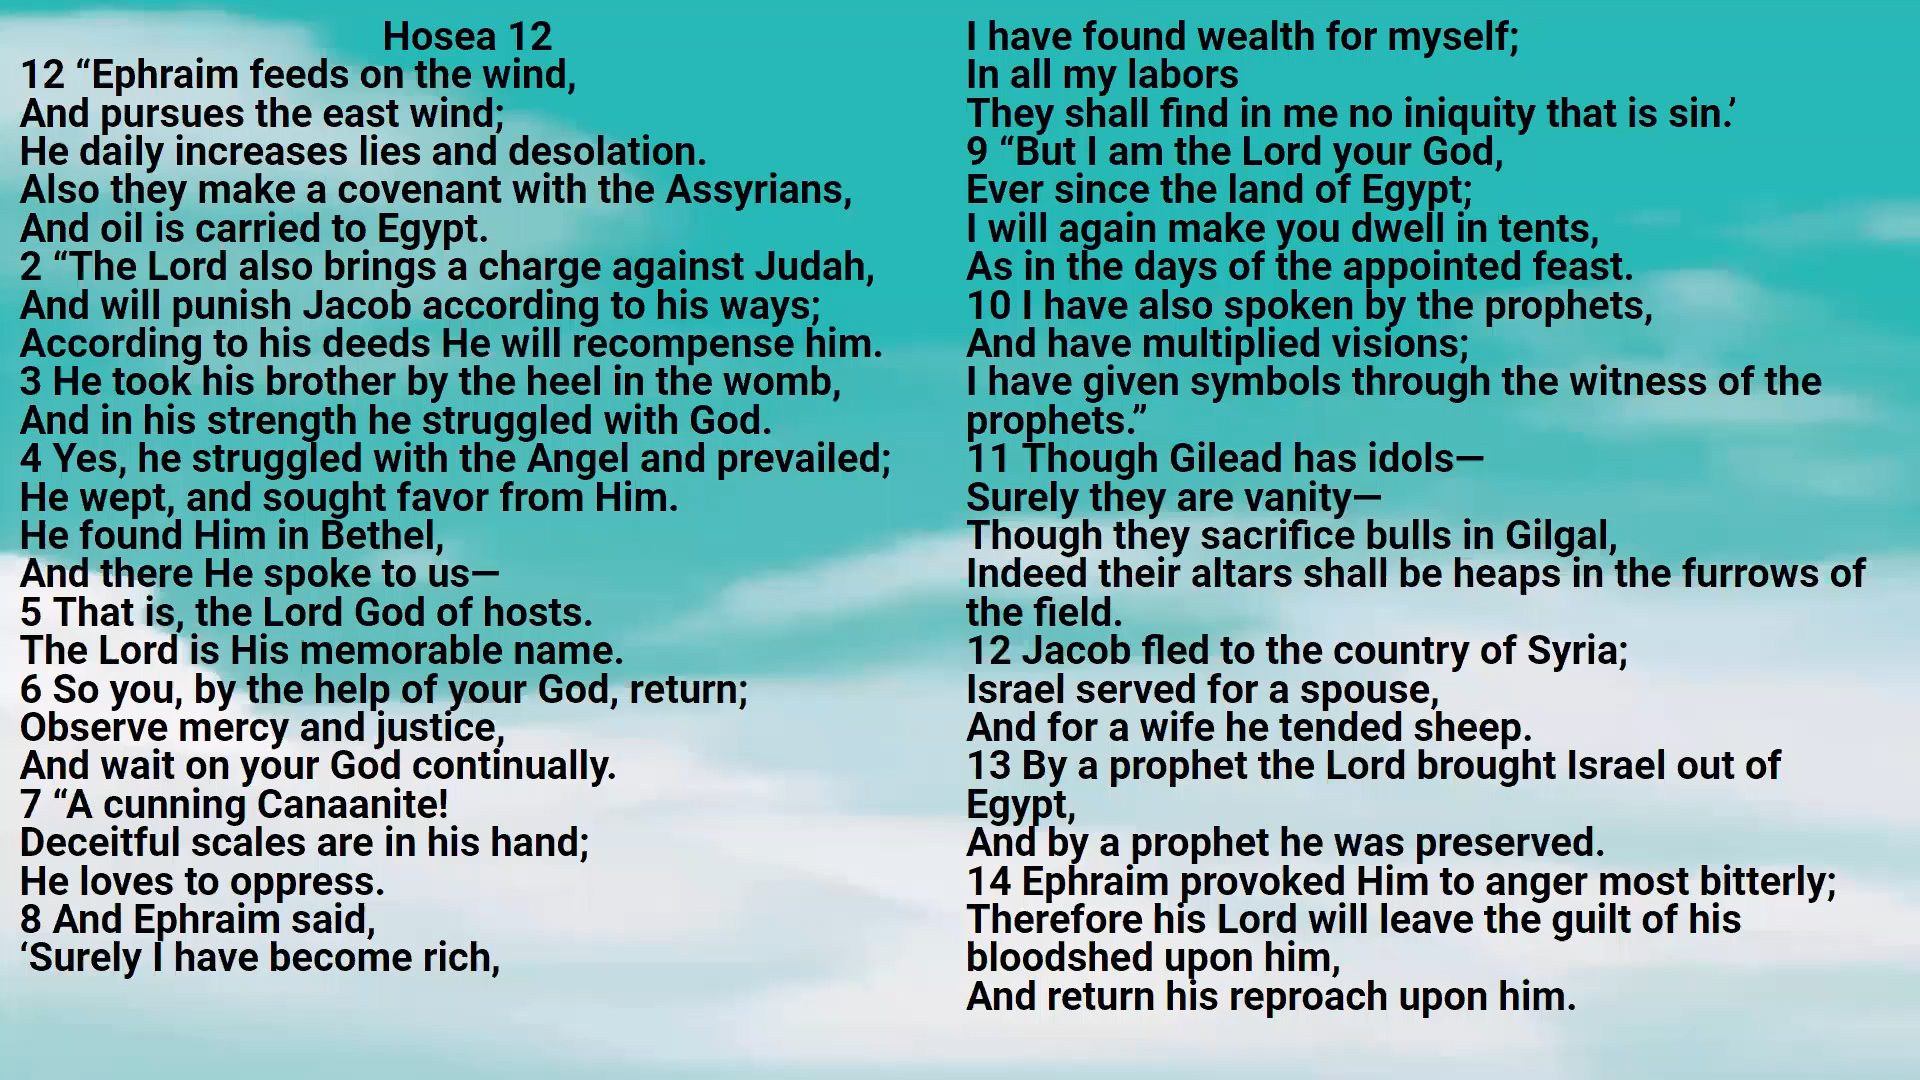 Hosea 12
12 “Ephraim feeds on the wind,
And pursues the east wind;
He daily increases lies and desolation.
Also they make a covenant with the Assyrians,
And oil is carried to Egypt.
2 “The Lord also brings a charge against Judah,
And will punish Jacob according to his ways;
According to his deeds He will recompense him.
3 He took his brother by the heel in the womb,
And in his strength he struggled with God.
4 Yes, he struggled with the Angel and prevailed;
He wept, and sought favor from Him.
He found Him in Bethel,
And there He spoke to us—
5 That is, the Lord God of hosts.
The Lord is His memorable name.
6 So you, by the help of your God, return;
Observe mercy and justice,
And wait on your God continually.
7 “A cunning Canaanite!
Deceitful scales are in his hand;
He loves to oppress.
8 And Ephraim said,
‘Surely I have become rich,
I have found wealth for myself;
In all my labors
They shall find in me no iniquity that is sin.’
9 “But I am the Lord your God,
Ever since the land of Egypt;
I will again make you dwell in tents,
As in the days of the appointed feast.
10 I have also spoken by the prophets,
And have multiplied visions;
I have given symbols through the witness of the
prophets.”
11 Though Gilead has idols—
Surely they are vanity—
Though they sacrifice bulls in Gilgal,
Indeed their altars shall be heaps in the furrows of
the field.
12 Jacob fled to the country of Syria;
Israel served for a spouse,
And for a wife he tended sheep.
13 By a prophet the Lord brought Israel out of
Egypt,
And by a prophet he was preserved.
14 Ephraim provoked Him to anger most bitterly;
Therefore his Lord will leave the guilt of his
bloodshed upon him,
And return his reproach upon him.